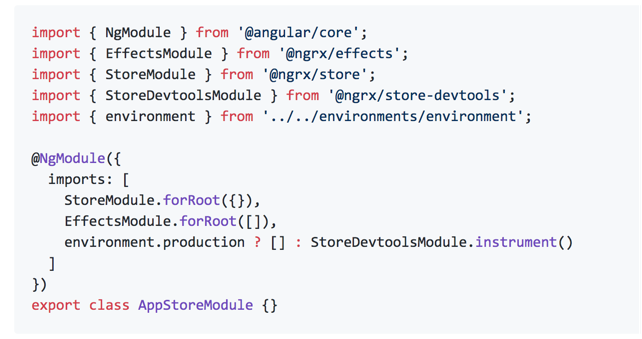 import { NgModule } from '@angular/core';
import { EffectsModule } from '@ngrx/effects';
import { StoreModule } from '@ngrx/store';
import { StoreDevtoolsModule } from '@ngrx/store-devtools';
import { environment } from '../../environments/environment';

@NgModule({
  imports: [
    StoreModule.forRoot({}),
    EffectsModule.forRoot([]),
    environment.production ? [] : StoreDevtoolsModule.instrument()
  ]
})
export class AppStoreModule {}